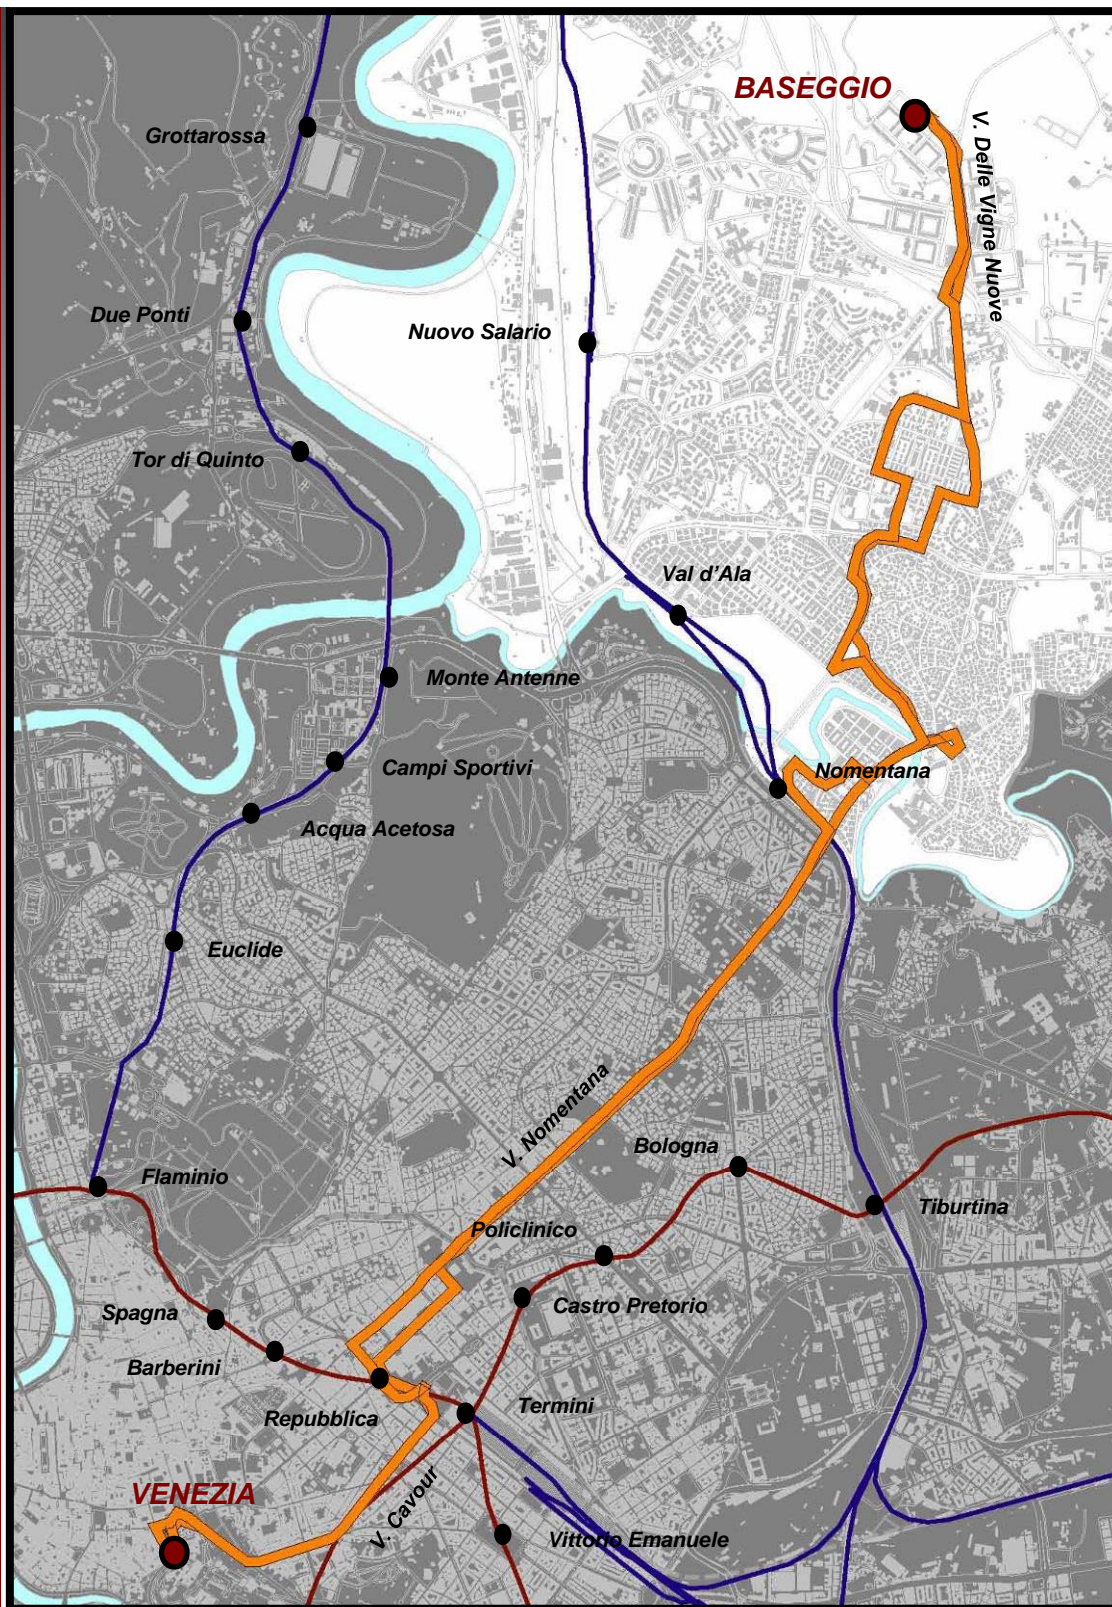 BASEGGIO
V. Delle Vigne Nuove
Grottarossa
Due Ponti
Nuovo Salario
Tor di Quinto
Val d'Ala
Monte Antenne
Campi Sportivi
Nomentana
Acqua Acetosa
Euclide
V. Nomentana
Bologna
Flaminio
Tiburtina
Policlinico
Castro Pretorio
Spagna
Barberini
Repubblica
Termini
VENEZIA
V. Cavour
Vittorio Emanuele